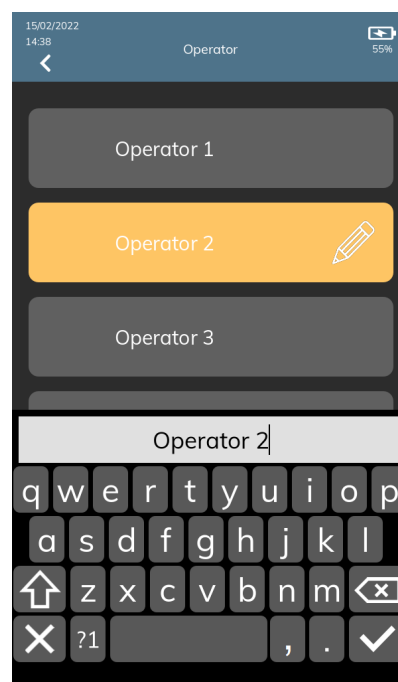 15/02/2022
14:38
Operator
55%
Operator 1
Operator 2
Operator 3
Operator 2
q w e r t y u i o p
a s d f g h j k l
z x c v b n m
?1 , .